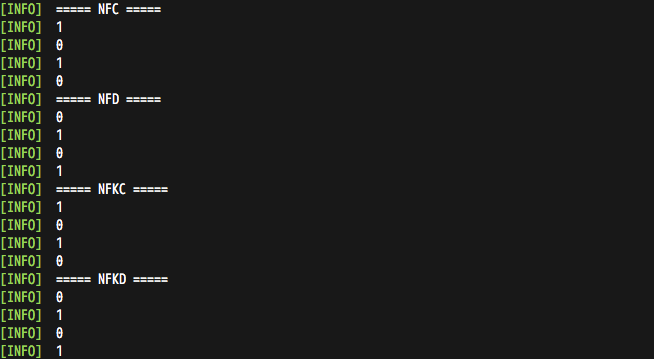 [INFO] ===== NFC =====
[INFO] 1
[INFO] 0
[INFO] 1
[INFO] 0
[INFO] ===== NFD =====
[INFO] 0
[INFO] 1
[INFO] 0
[INFO] 1
[INFO] ===== NFKC =====
[INFO] 1
[INFO] 0
[INFO] 1
[INFO] 0
[INFO] ===== NFKD =====
[INFO] 0
[INFO] 1
[INFO] 0
[INFO] 1